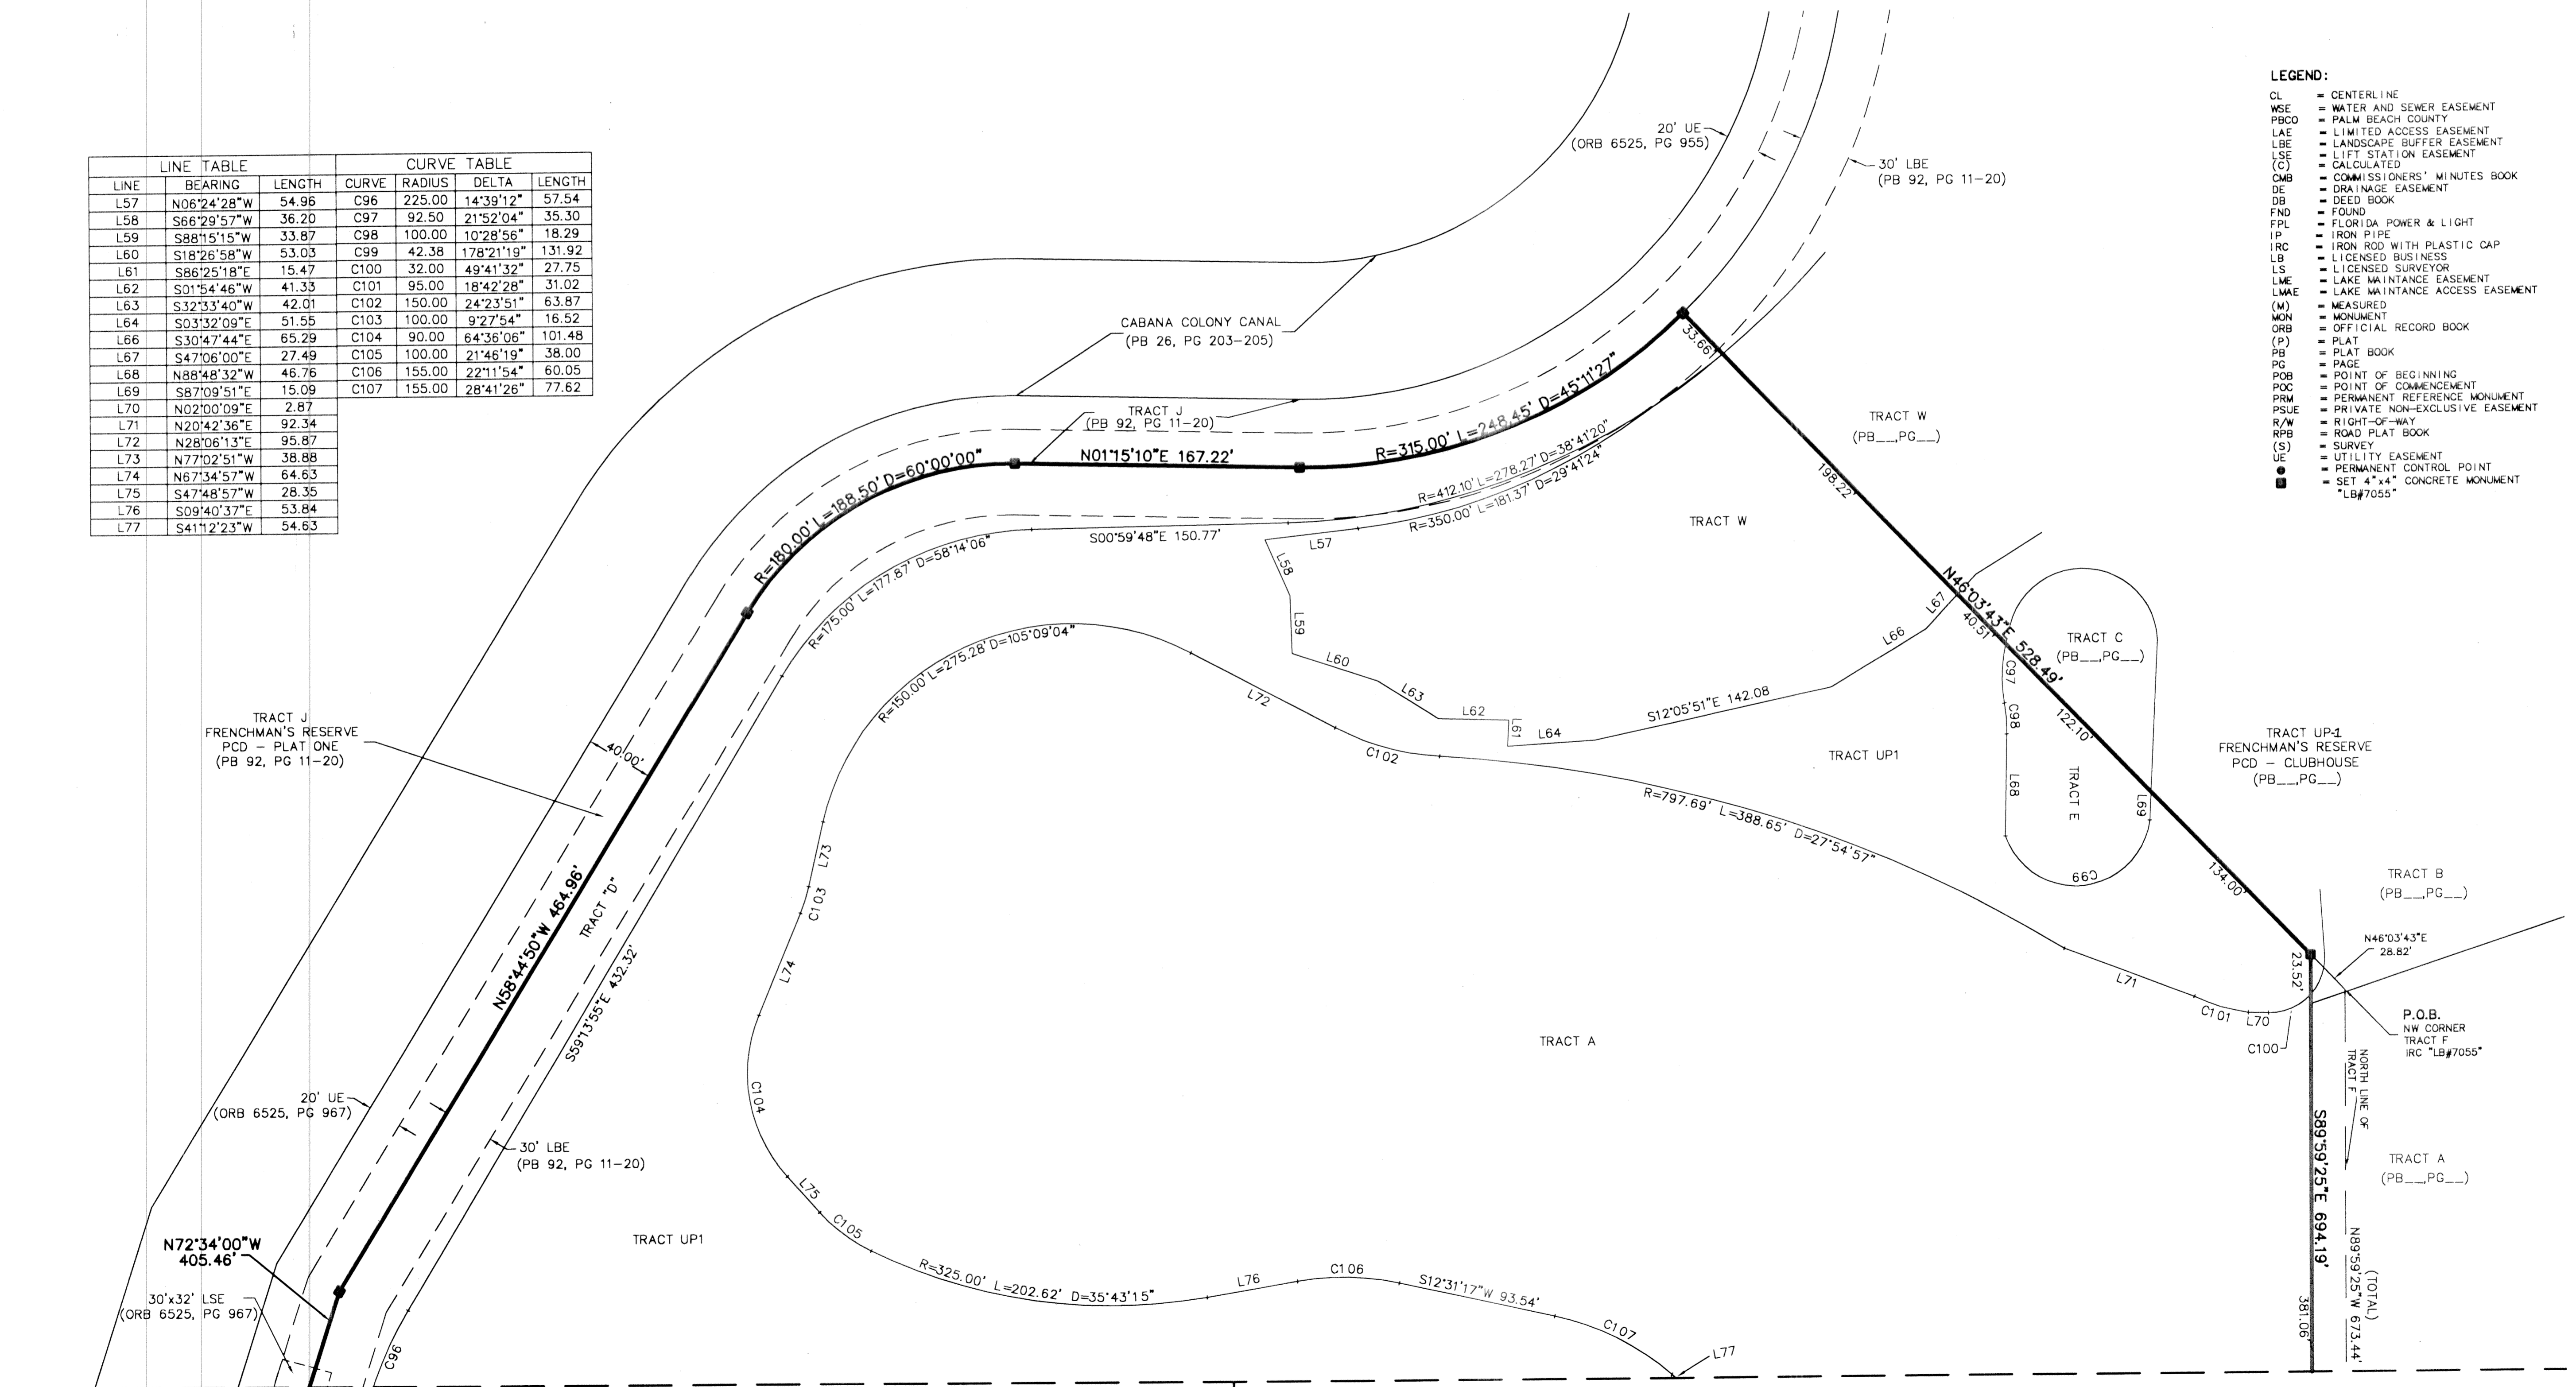 LINE TABLE CURVE TABLE
LINE BEARING LENGTH CURVE RADIUS DELTA LENGTH
L57 N06°24'28"W 54.96 C96 225.00 14°39'12" 57.54
L58 S66°29'57"W 36.20 C97 92.50 21°52'04" 35.30
L59 S88°15'15"W 33.87 C98 100.00 10°28'56" 18.29
L60 S18°26'58"W 53.03 C99 42.38 178°21'19" 131.92
L61 S86°25'18"E 15.47 C100 32.00 49°41'32" 27.75
L62 S01°54'46"W 41.33 C101 95.00 18°42'28" 31.02
L63 S32°33'40"W 42.01 C102 150.00 24°23'51" 63.87
L64 S03°32'09"E 51.55 C103 100.00 9°27'54" 16.52
L66 S30°47'44"E 65.29 C104 90.00 64°36'06" 101.48
L67 S47°06'00"E 27.49 C105 100.00 21°46'19" 38.00
L68 N88°48'32"W 46.76 C106 155.00 22°11'54" 60.05
L69 S87°09'51"E 15.09 C107 155.00 28°41'26" 77.62
L70 N02°00'09"E 2.87
L71 N20°42'36"E 92.34
L72 N28°06'13"E 95.87
L73 N77°02'51"W 38.88
L74 N67°34'57"W 64.63
L75 S47°48'57"W 28.35
L76 S09°40'37"E 53.84
L77 S41°12'23"W 54.63
LEGEND:
CL = CENTERLINE
WSE = WATER AND SEWER EASEMENT
PBCO = PALM BEACH COUNTY
LAE = LIMITED ACCESS EASEMENT
LBE = LANDSCAPE BUFFER EASEMENT
LSE = LIFT STATION EASEMENT
(C) = CALCULATED
CMB = COMMISSIONERS' MINUTES BOOK
DE = DRAINAGE EASEMENT
DB = DEED BOOK
FND = FOUND
FPL = FLORIDA POWER & LIGHT
IP = IRON PIPE
IRC = IRON ROD WITH PLASTIC CAP
LB = LICENSED BUSINESS
LS = LICENSED SURVEYOR
LME = LAKE MAINTANCE EASEMENT
LMAE = LAKE MAINTANCE ACCESS EASEMENT
(M) = MEASURED
MON = MONUMENT
ORB = OFFICIAL RECORD BOOK
(P) = PLAT
PB = PLAT BOOK
PG = PAGE
POB = POINT OF BEGINNING
POC = POINT OF COMMENCEMENT
PRM = PERMANENT REFERENCE MONUMENT
PSUE = PRIVATE NON-EXCLUSIVE EASEMENT
R/W = RIGHT-OF-WAY
RPB = ROAD PLAT BOOK
(S) = SURVEY
UE = UTILITY EASEMENT
= PERMANENT CONTROL POINT
= SET 4"x4" CONCRETE MONUMENT
"LB#7055"
20' UE
(ORB 6525, PG 955)
30' LBE
(PB 92, PG 11-20)
CABANA COLONY CANAL
(PB 26, PG 203-205)
TRACT J
(PB 92, PG 11-20)
33.66'
R=315.00' L=248.45' D=45°11'27"
N01°15'10"E 167.22'
R=180.00' L=188.50' D=60°00'00"
R=412.10' L=278.27' D=38°41'20"
R=350.00' L=181.37' D=29°41'24"
TRACT W
(PB__,PG__)
198.22'
TRACT W
S00°59'48"E 150.77'
L57
L58
R=175.00' L=177.87' D=58°14'06"
N46°03'43"E 528.49'
40.51'
L67
L66
L59
L60
L63
L62
L61
L64
S12°05'51"E 142.08
R=150.00' L=275.28' D=105°09'04"
L72
C102
TRACT C
(PB__,PG__)
C97
C98
122.10'
L68
TRACT E
L69
C99
TRACT UP-1
FRENCHMAN'S RESERVE
PCD - CLUBHOUSE
(PB__,PG__)
TRACT UP1
R=797.69' L=388.65' D=27°54'57"
TRACT J
FRENCHMAN'S RESERVE
PCD - PLAT ONE
(PB 92, PG 11-20)
40.00'
N58°44'50"W 464.96'
TRACT "D"
S59°13'55"E 432.32'
L73
C103
L74
C104
L75
C105
134.00'
TRACT B
(PB__,PG__)
N46°03'43"E
28.82'
23.52'
L71
C101
L70
C100
P.O.B.
NW CORNER
TRACT F
IRC "LB#7055"
NORTH LINE OF
TRACT F
TRACT A
20' UE
(ORB 6525, PG 967)
30' LBE
(PB 92, PG 11-20)
S89°59'25"E 694.19'
TRACT A
(PB__,PG__)
TRACT UP1
N72°34'00"W
405.46'
30'x32' LSE
(ORB 6525, PG 967)
C96
R=325.00' L=202.62' D=35°43'15"
L76
C106
S12°31'17"W 93.54'
C107
L77
381.06'
N89°59'25"W 673.44'
(TOTAL)